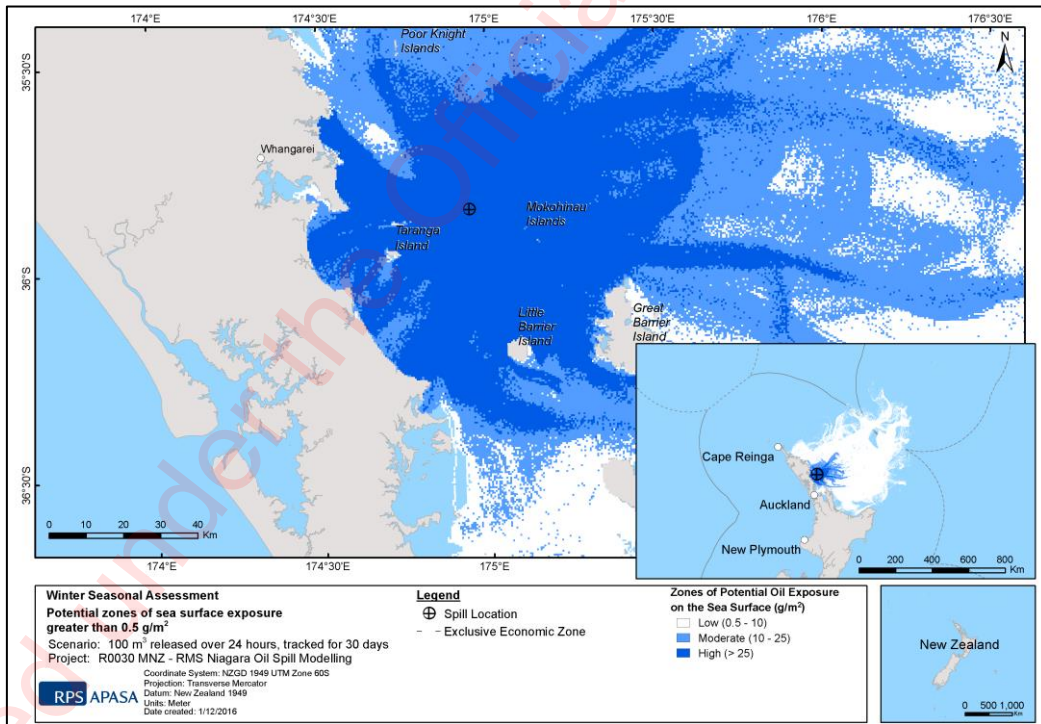 174°E
174°30'E
175°E
175°30'E
176°E
176°30'E
Poor Knight
Islands
N
35°30'S
Whangarei
Mokohinau
Islands
Taranga
Island
36°S
Little
Barrier
Island
Great
Barrier
Island
36°30'S
Cape Reinga
Auckland
New Plymouth
0 10 20 30 40
Km
0 200 400 600 800
Km
174°E
174°30'E
175°E
Winter Seasonal Assessment
Potential zones of sea surface exposure
greater than 0.5 g/m²
Scenario: 100 m³ released over 24 hours, tracked for 30 days
Project: R0030 MNZ - RMS Niagara Oil Spill Modelling
Coordinate System: NZGD 1949 UTM Zone 60S
Projection: Transverse Mercator
Datum: New Zealand 1949
Units: Meter
Date created: 1/12/2016
RPS APASA
Legend
Spill Location
Exclusive Economic Zone
Zones of Potential Oil Exposure
on the Sea Surface (g/m²)
Low (0.5 - 10)
Moderate (10 - 25)
High (> 25)
New Zealand
0 500 1,000
Km
ed under the Official